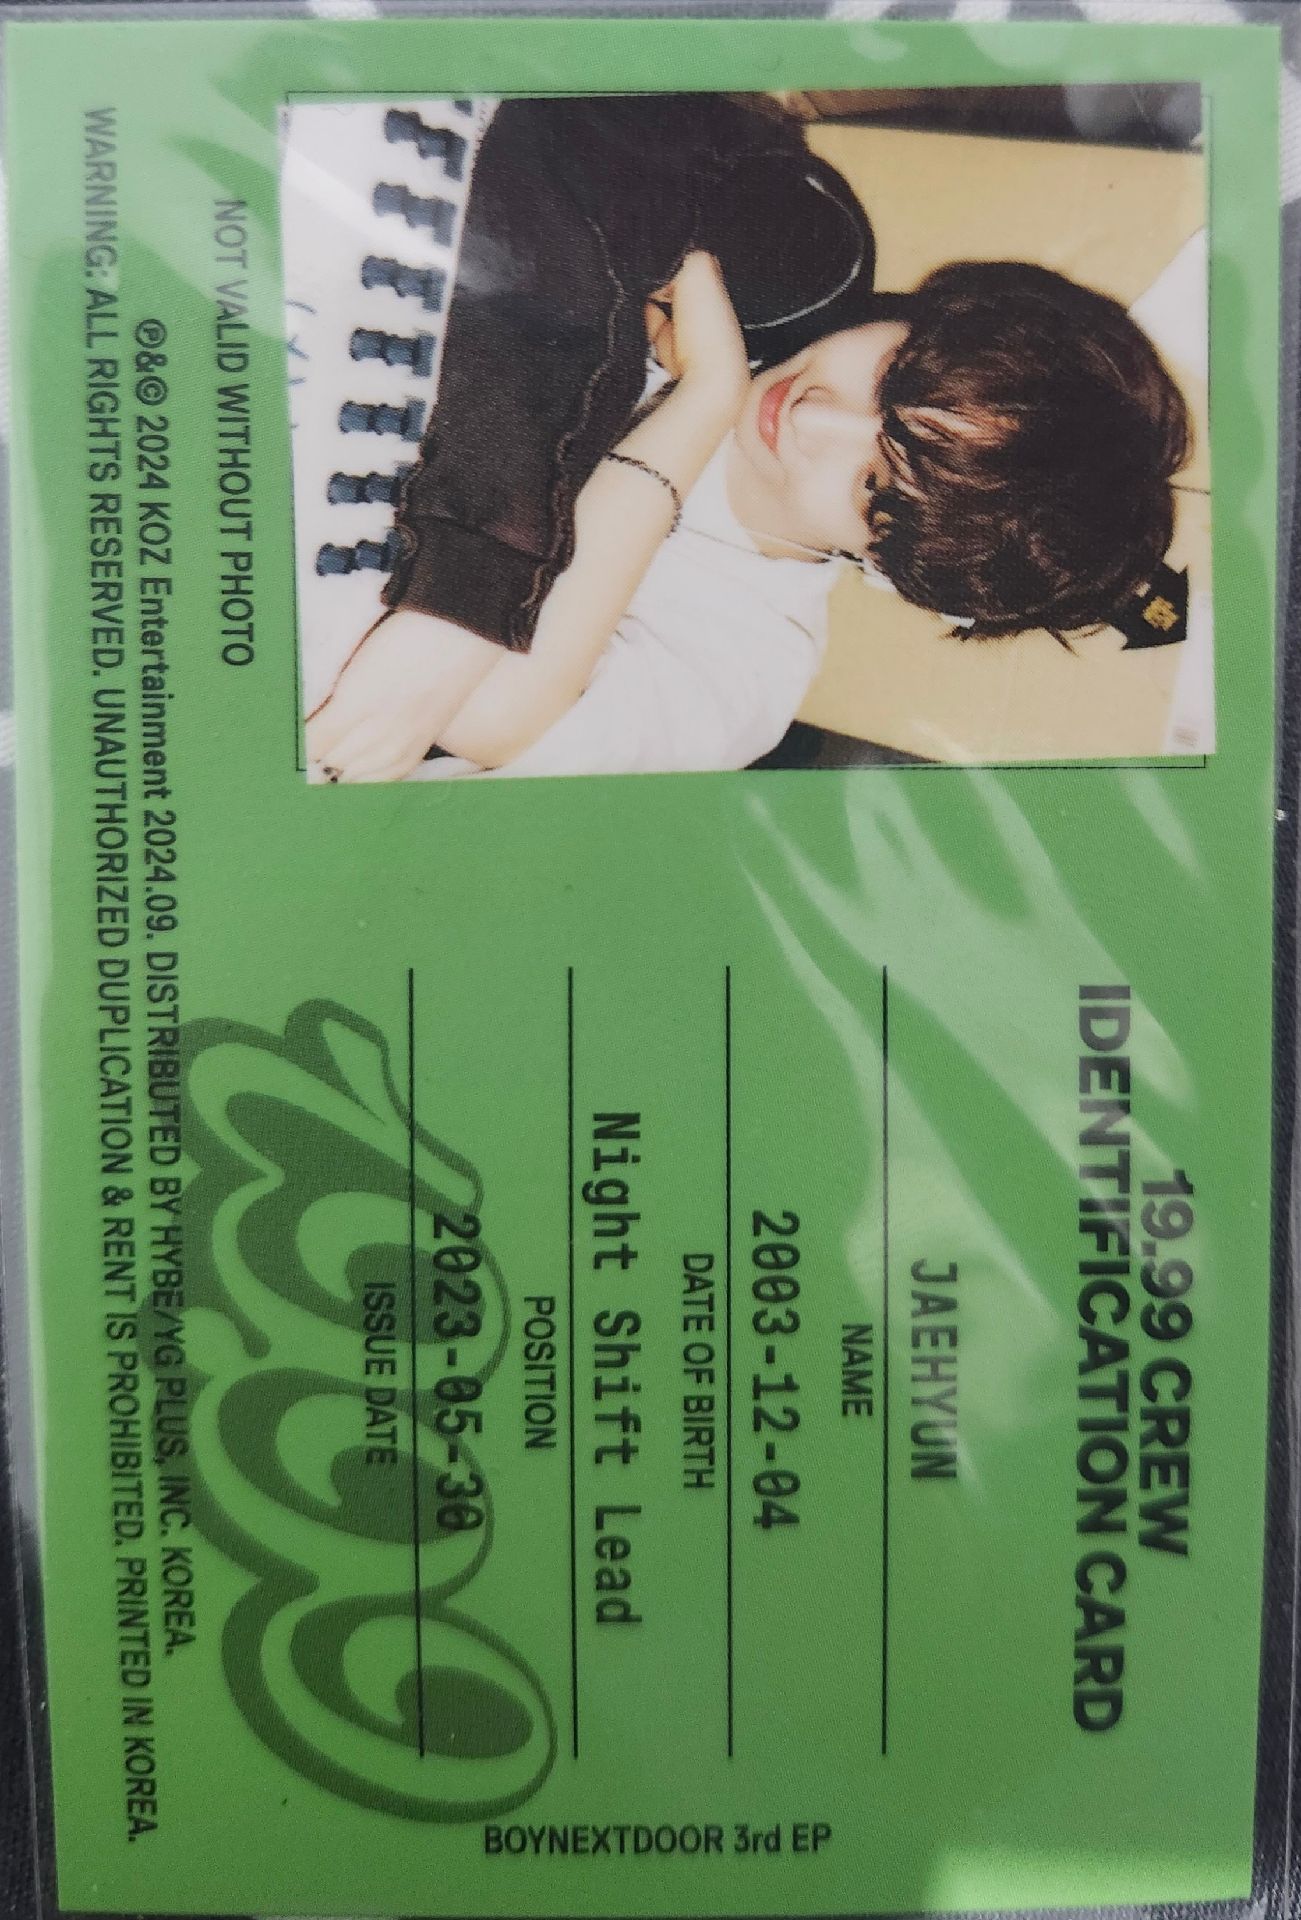 19.99 CREW
IDENTIFICATION CARD
JAEHYUN
NAME
2003-12-04
DATE OF BIRTH
Night Shift Lead
POSITION
2023-05-30
ISSUE DATE
NOT VALID WITHOUT PHOTO
℗&© 2024 KOZ Entertainment 2024.09. DISTRIBUTED BY HYBE/YG PLUS, INC. KOREA.
WARNING: ALL RIGHTS RESERVED. UNAUTHORIZED DUPLICATION & RENT IS PROHIBITED. PRINTED IN KOREA.
BOYNEXTDOOR 3rd EP